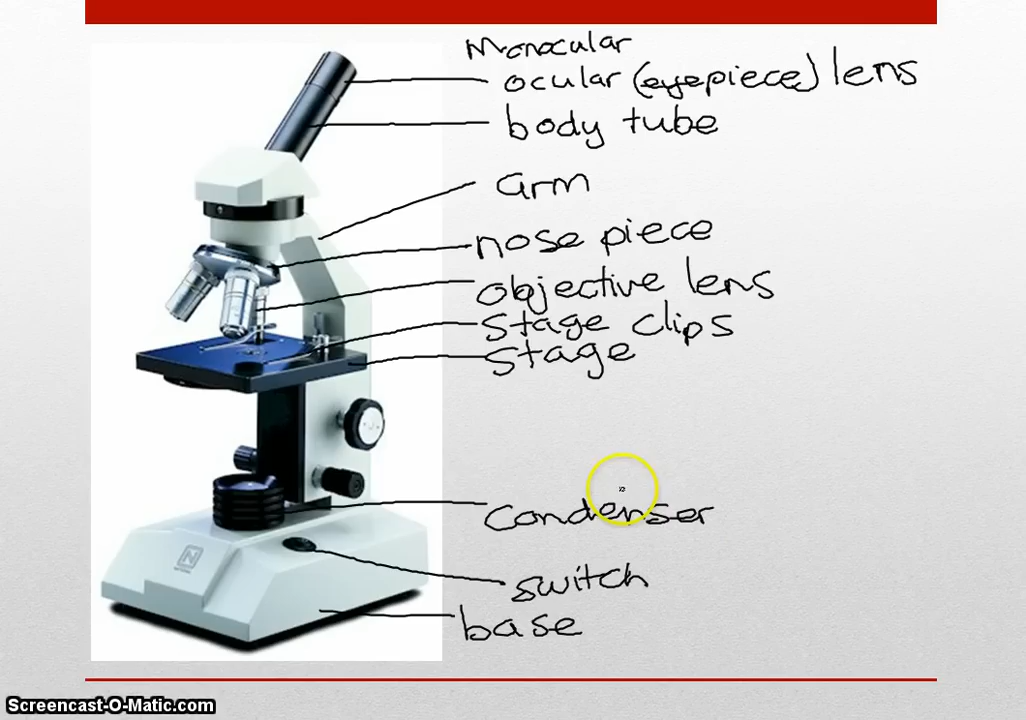 Monocular
ocular (eyepiece) lens
body tube
arm
nose piece
objective lens
stage clips
stage
condenser
switch
base
N
Screencast-O-Matic.com